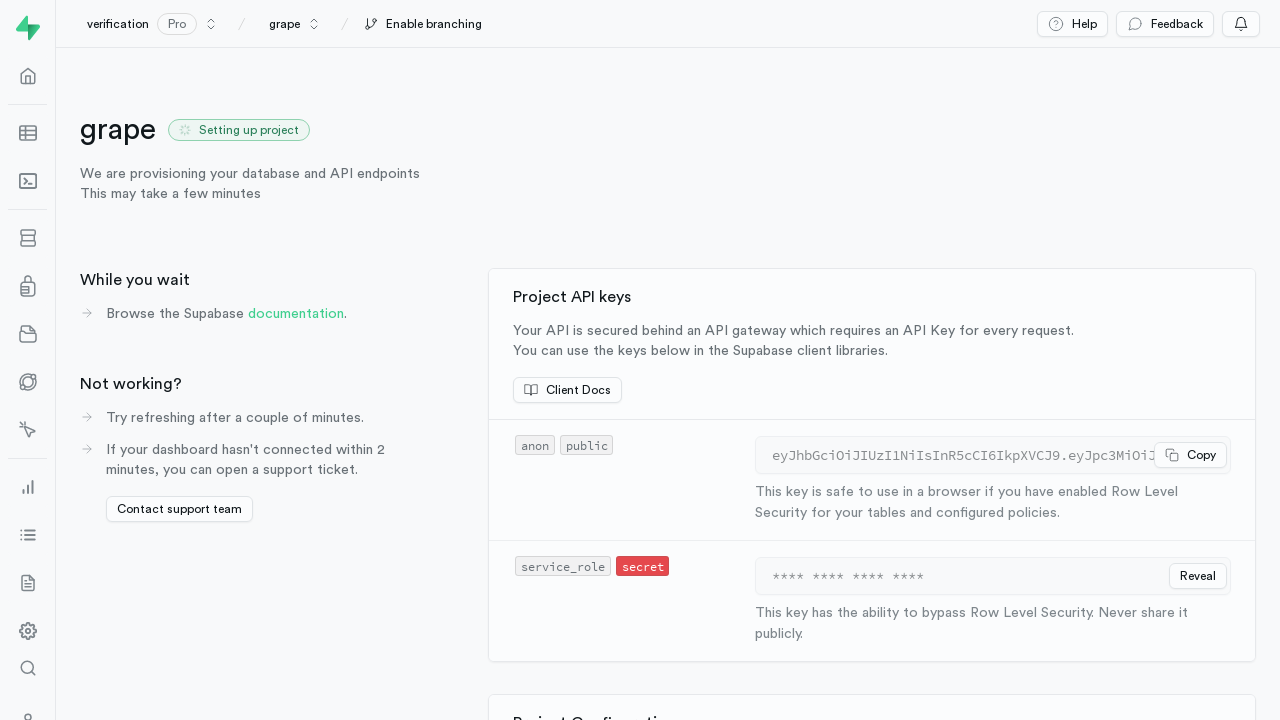 verification Pro / grape / Enable branching
Help Feedback
grape Setting up project
We are provisioning your database and API endpoints
This may take a few minutes
While you wait
Browse the Supabase documentation.
Not working?
Try refreshing after a couple of minutes.
If your dashboard hasn't connected within 2
minutes, you can open a support ticket.
Contact support team
Project API keys
Your API is secured behind an API gateway which requires an API Key for every request.
You can use the keys below in the Supabase client libraries.
Client Docs
anon public
eyJhbGciOiJIUzI1NiIsInR5cCI6IkpXVCJ9.eyJpc3MiOiJ Copy
This key is safe to use in a browser if you have enabled Row Level
Security for your tables and configured policies.
service_role secret
**** **** **** **** Reveal
This key has the ability to bypass Row Level Security. Never share it
publicly.